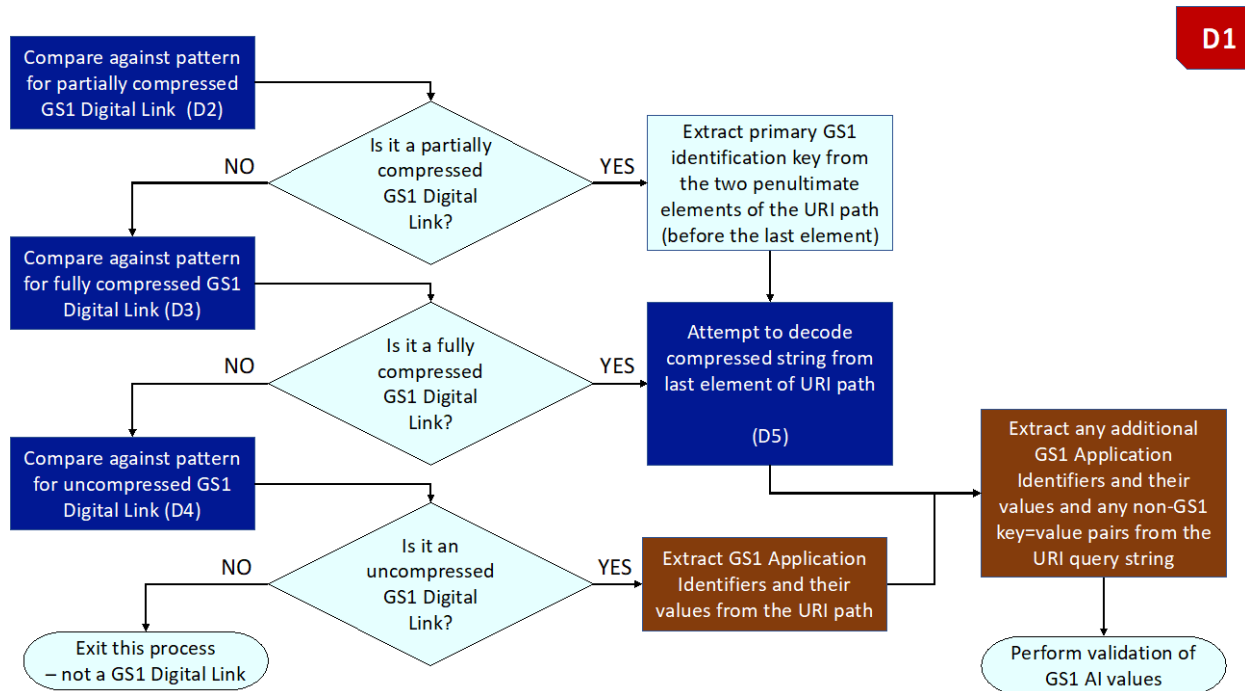 D1
Compare against pattern
for partially compressed
GS1 Digital Link (D2)
Is it a partially
compressed
GS1 Digital
Link?
NO
YES
Extract primary GS1
identification key from
the two penultimate
elements of the URI path
(before the last element)
Compare against pattern
for fully compressed GS1
Digital Link (D3)
Is it a fully
compressed
GS1 Digital
Link?
NO
YES
Attempt to decode
compressed string from
last element of URI path
(D5)
Compare against pattern
for uncompressed GS1
Digital Link (D4)
Is it an
uncompressed
GS1 Digital
Link?
NO
YES
Extract GS1 Application
Identifiers and their
values from the URI path
Extract any additional
GS1 Application
Identifiers and their
values and any non-GS1
key=value pairs from the
URI query string
Exit this process
– not a GS1 Digital Link
Perform validation of
GS1 AI values